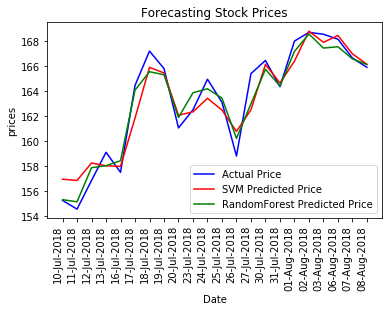 Forecasting Stock Prices
prices
168
166
164
162
160
158
156
154
Actual Price
SVM Predicted Price
RandomForest Predicted Price
10-Jul-2018
11-Jul-2018
12-Jul-2018
13-Jul-2018
16-Jul-2018
17-Jul-2018
18-Jul-2018
19-Jul-2018
20-Jul-2018
23-Jul-2018
24-Jul-2018
25-Jul-2018
26-Jul-2018
27-Jul-2018
30-Jul-2018
31-Jul-2018
01-Aug-2018
02-Aug-2018
03-Aug-2018
06-Aug-2018
07-Aug-2018
08-Aug-2018
Date